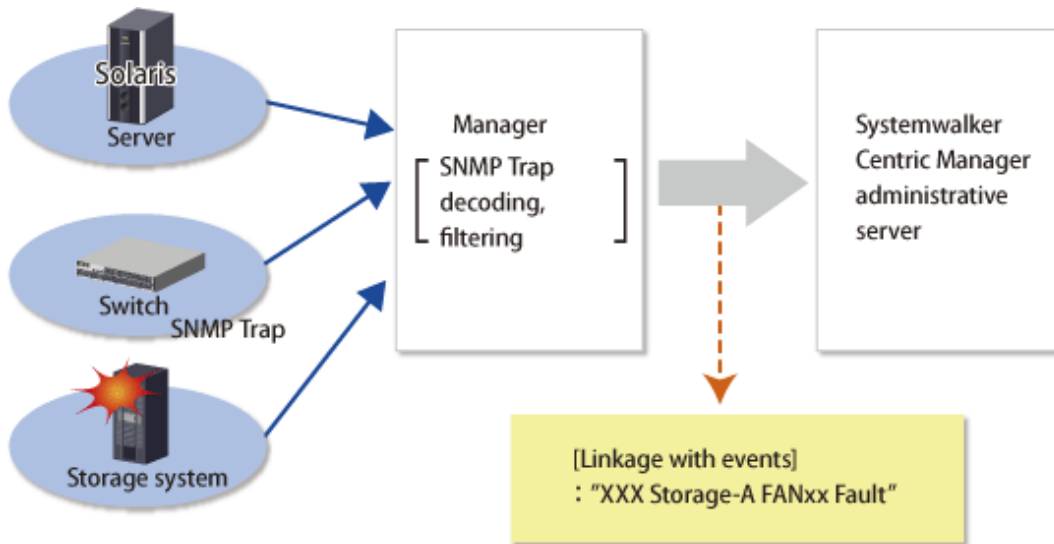 Solaris
Server
Switch
SNMP Trap
Storage system
Manager
SNMP Trap
decoding,
filtering
Systemwalker
Centric Manager
administrative
server
[Linkage with events]
: "XXX Storage-A FANxx Fault"